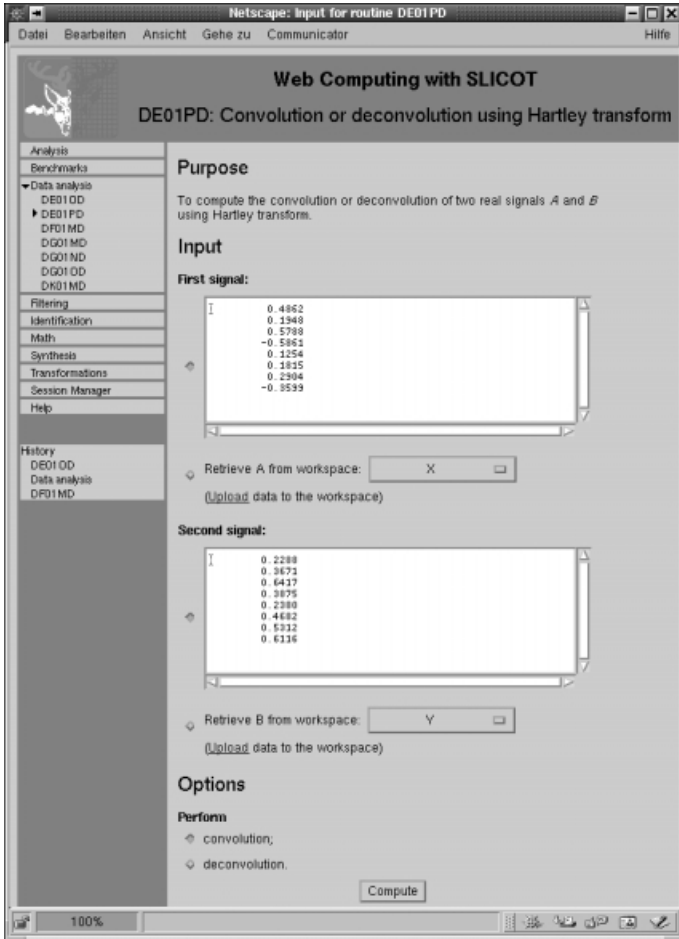 Netscape: Input for routine DE01PD
Datei Bearbeiten Ansicht Gehe zu Communicator Hilfe
Web Computing with SLICOT
DE01PD: Convolution or deconvolution using Hartley transform
Analysis
Benchmarks
Data analysis
DE01OD
DE01PD
DF01MD
DG01MD
DG01ND
DG01OD
DK01MD
Filtering
Identification
Math
Synthesis
Transformations
Session Manager
Help
History
DE01OD
Data analysis
DF01MD
Purpose
To compute the convolution or deconvolution of two real signals A and B
using Hartley transform.
Input
First signal:
0.4862
0.1948
0.5788
-0.5861
0.1254
0.1815
0.2904
-0.3599
Retrieve A from workspace: X
(Upload data to the workspace)
Second signal:
0.2288
0.3671
0.6417
0.3875
0.2380
0.4682
0.5312
0.6116
Retrieve B from workspace: Y
(Upload data to the workspace)
Options
Perform
convolution;
deconvolution.
Compute
100%